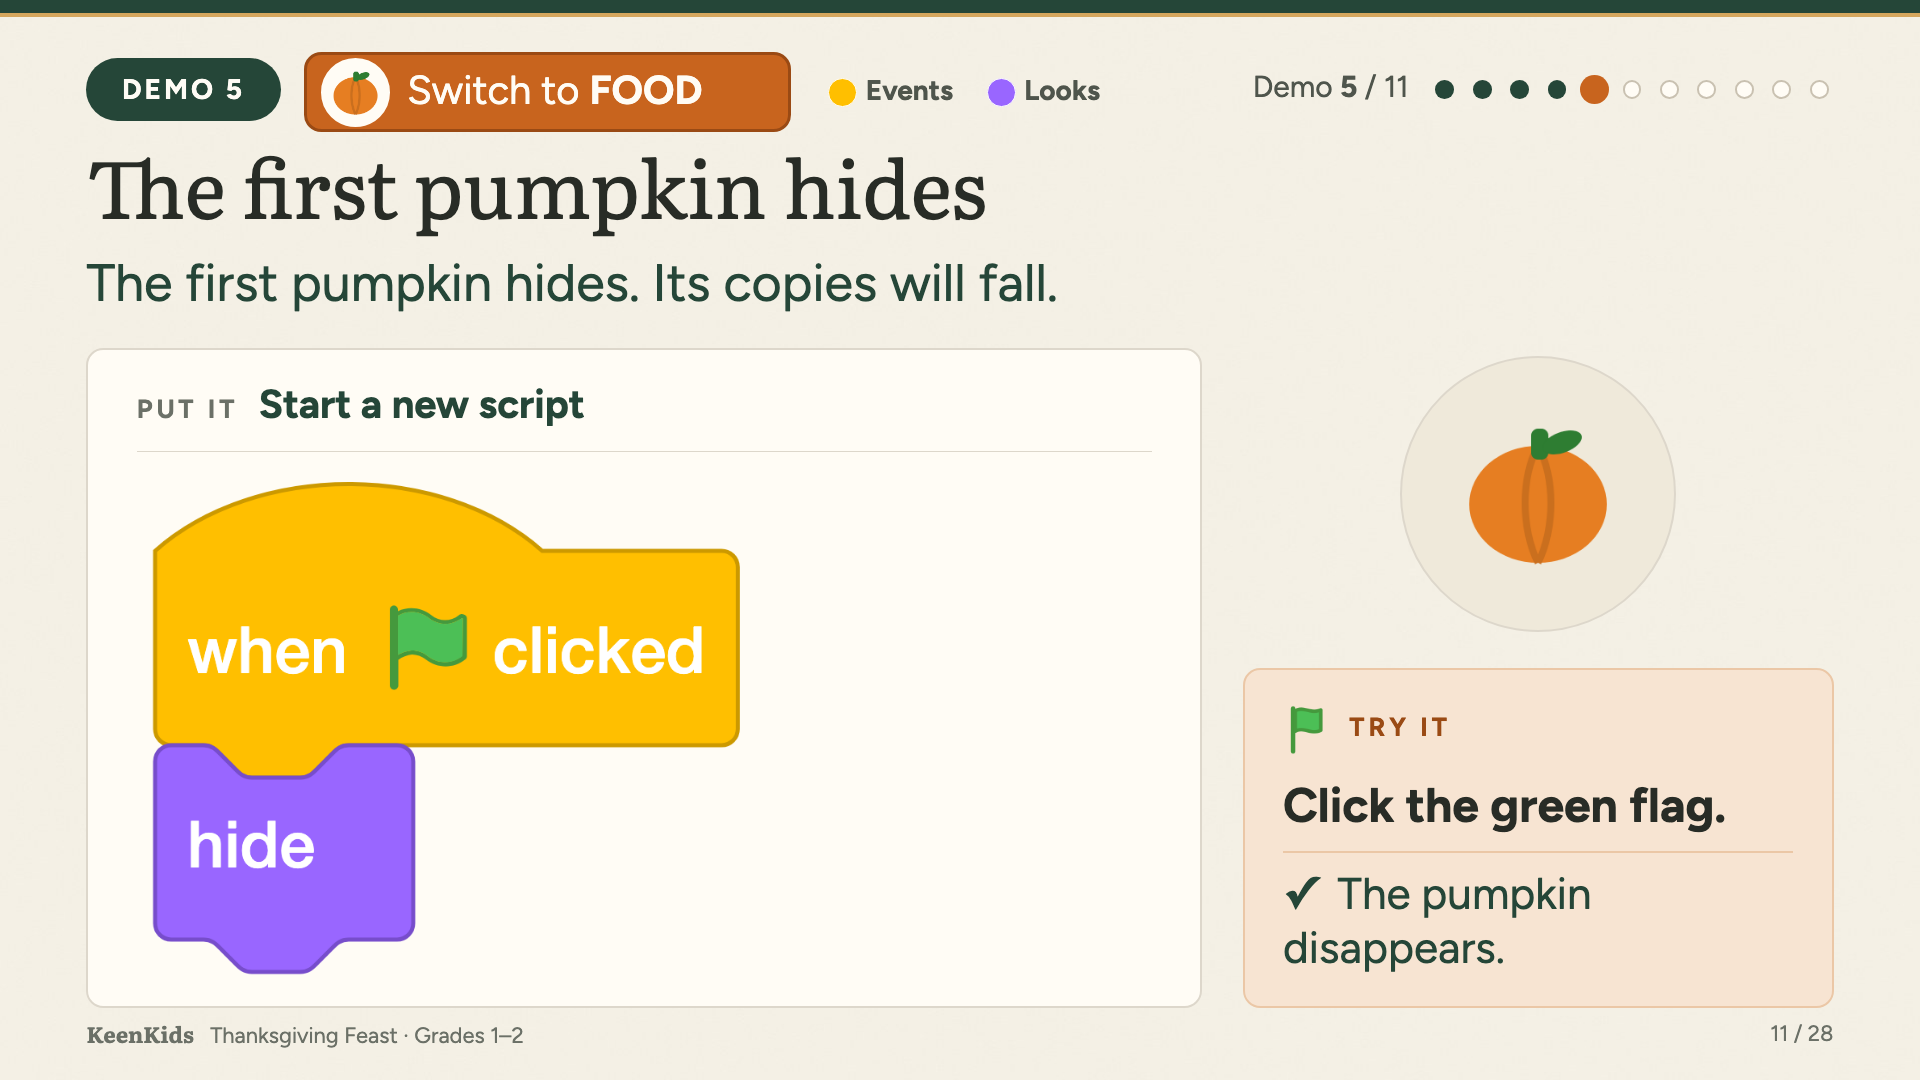 DEMO 5
Switch to FOOD
Events
Looks
Demo 5 / 11
The first pumpkin hides
The first pumpkin hides. Its copies will fall.
PUT IT Start a new script
when clicked
hide
TRY IT
Click the green flag.
✓ The pumpkin
disappears.
KeenKids Thanksgiving Feast · Grades 1–2
11 / 28